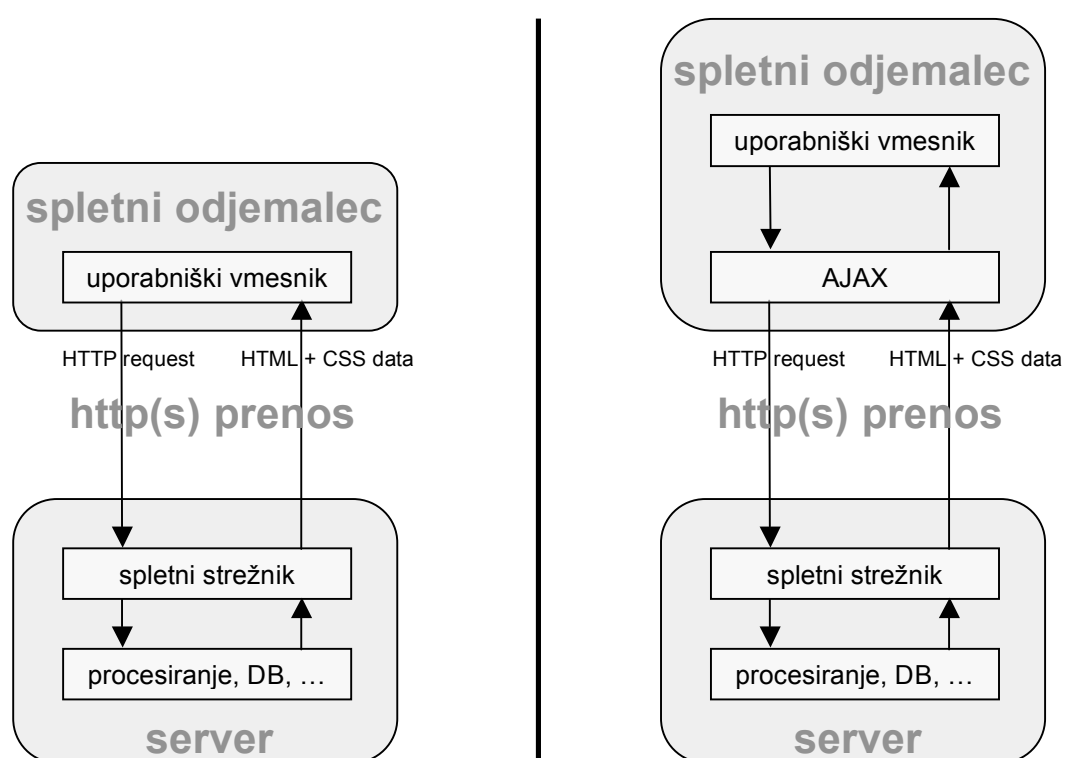 spletni odjemalec
uporabniški vmesnik
HTTP request
HTML + CSS data
http(s) prenos
spletni strežnik
procesiranje, DB, …
server
spletni odjemalec
uporabniški vmesnik
AJAX
HTTP request
HTML + CSS data
http(s) prenos
spletni strežnik
procesiranje, DB, …
server